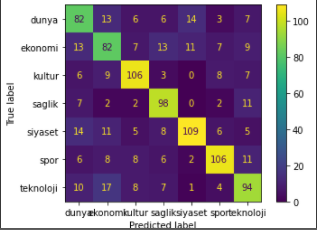 dunya 82 13 6 6 14 3 7 100
ekonomi 13 82 7 13 11 7 9 80
kultur 6 9 106 3 0 8 7
saglik 7 2 2 98 0 2 11 60
siyaset 14 11 5 8 109 6 5 40
spor 6 8 8 6 2 106 11 20
teknoloji 10 17 8 7 1 4 94 0
dunya ekonomi kultur saglik siyaset spor teknoloji
Predicted label
True label